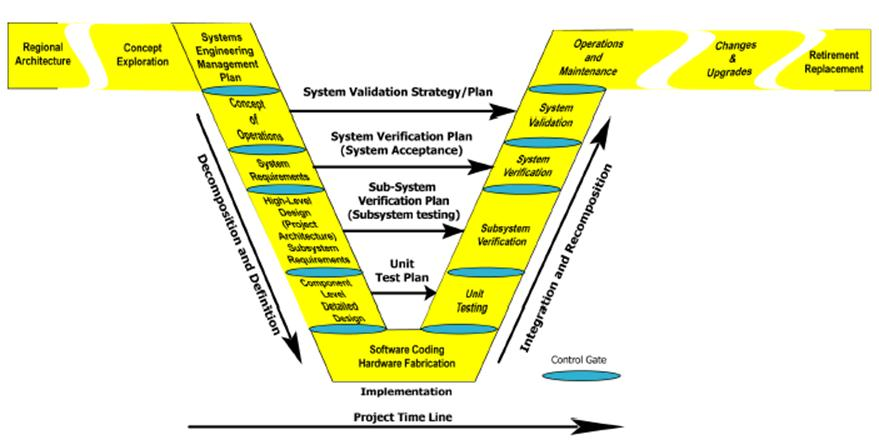 Regional
Architecture
Concept
Exploration
Systems
Engineering
Management
Plan
Concept
of
Operations
System
Requirements
High-Level
Design
(Project
Architecture)
Subsystem
Requirements
Component
Level
Detailed
Design
Software Coding
Hardware Fabrication
Implementation
Unit
Testing
Subsystem
Verification
System
Verification
System
Validation
Operations
and
Maintenance
Changes
&
Upgrades
Retirement
Replacement
System Validation Strategy/Plan
System Verification Plan
(System Acceptance)
Sub-System
Verification Plan
(Subsystem testing)
Unit
Test Plan
Decomposition and Definition
Integration and Recomposition
Control Gate
Project Time Line